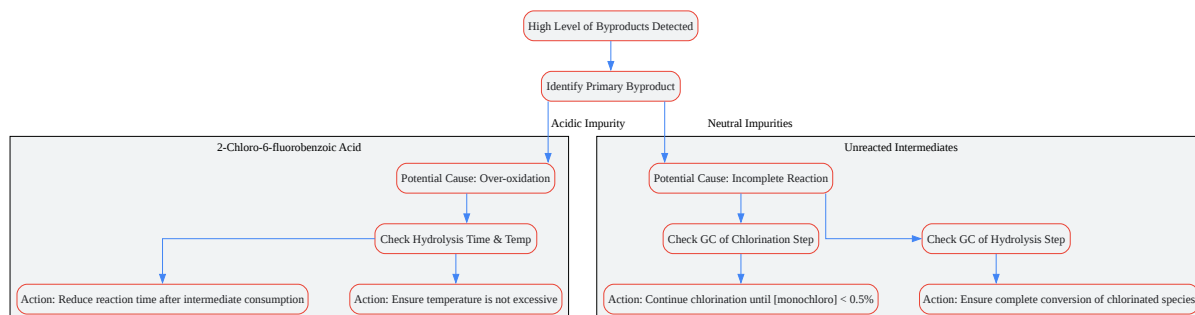 High Level of Byproducts Detected
Identify Primary Byproduct
Acidic Impurity
Neutral Impurities
2-Chloro-6-fluorobenzoic Acid
Unreacted Intermediates
Potential Cause: Over-oxidation
Potential Cause: Incomplete Reaction
Check Hydrolysis Time & Temp
Check GC of Chlorination Step
Check GC of Hydrolysis Step
Action: Reduce reaction time after intermediate consumption
Action: Ensure temperature is not excessive
Action: Continue chlorination until [monochloro] < 0.5%
Action: Ensure complete conversion of chlorinated species